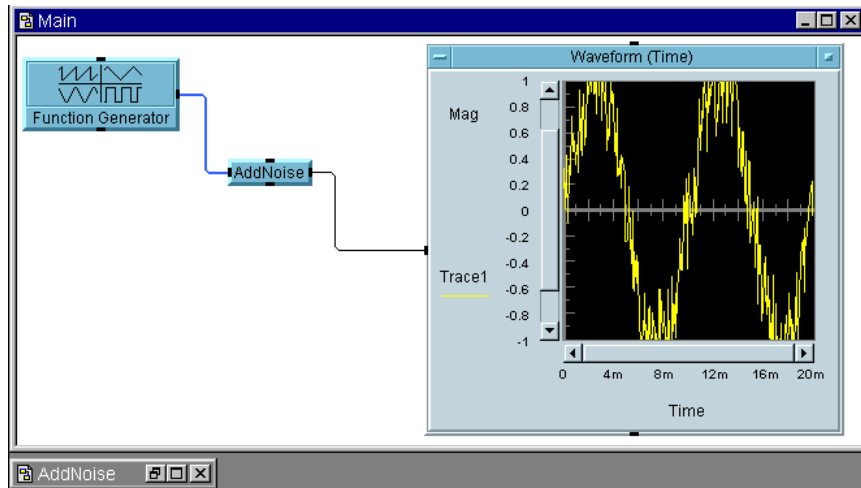 Main
Function Generator
AddNoise
Waveform (Time)
Mag
Trace1
1
0.8
0.6
0.4
0.2
0
-0.2
-0.4
-0.6
-0.8
-1
0 4m 8m 12m 16m 20m
Time
AddNoise